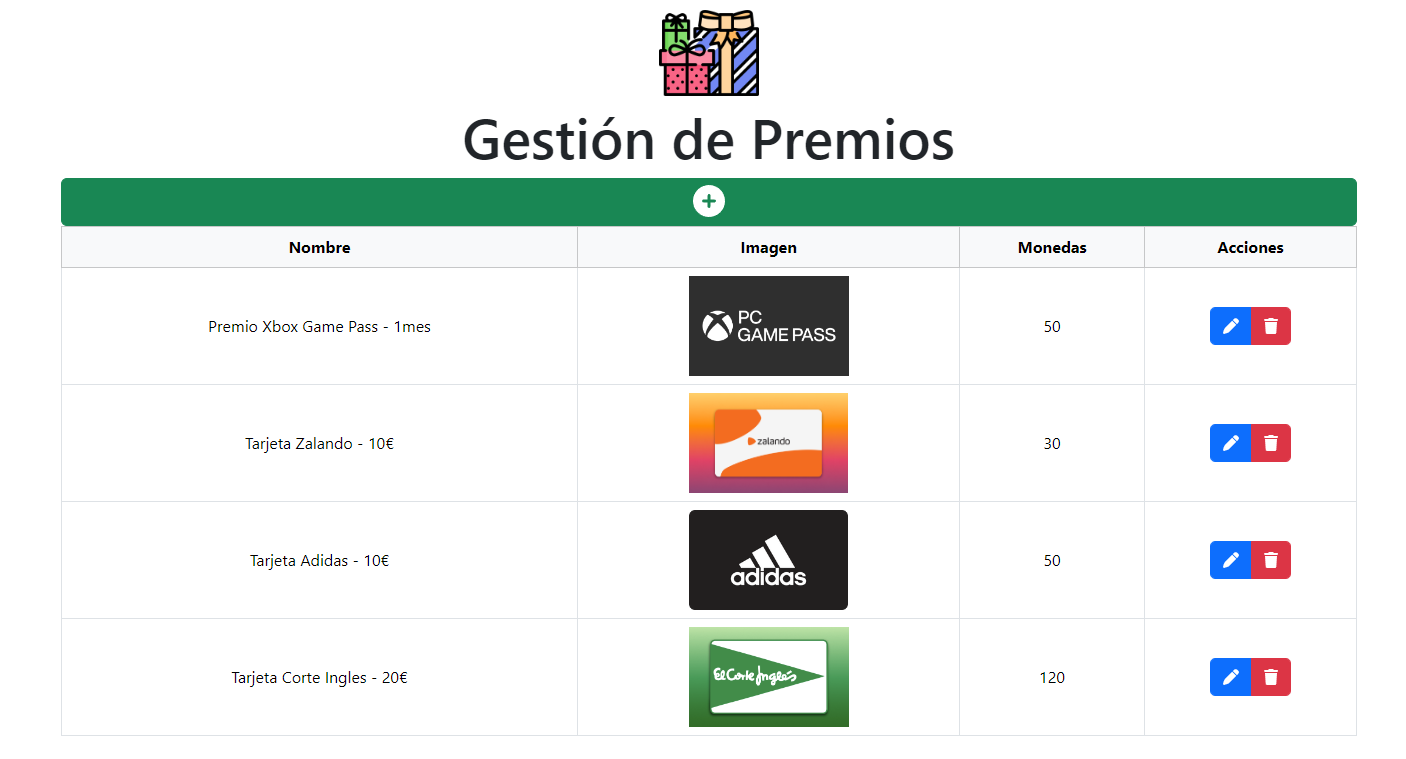 Gestión de Premios
Nombre Imagen Monedas Acciones
Premio Xbox Game Pass - 1mes
PC
GAME PASS
50
Tarjeta Zalando - 10€
zalando
30
Tarjeta Adidas - 10€
adidas
50
Tarjeta Corte Ingles - 20€
El Corte Inglés
120